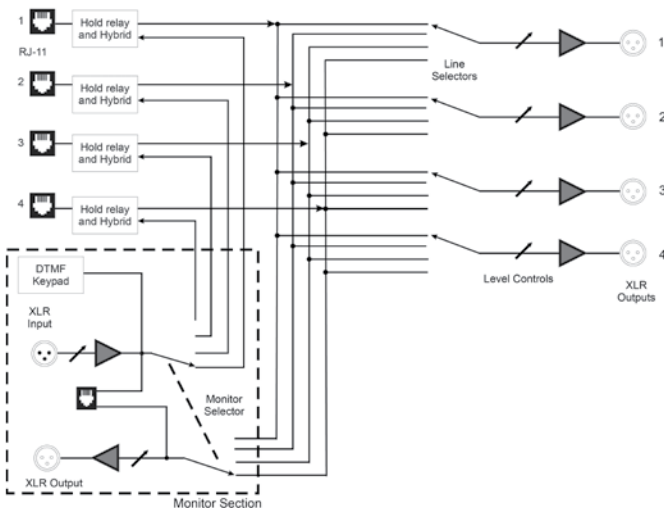 1
RJ-11
Hold relay
and Hybrid
2
Hold relay
and Hybrid
3
Hold relay
and Hybrid
4
Hold relay
and Hybrid
Line
Selectors
1
2
3
4
Level Controls
XLR
Outputs
DTMF
Keypad
XLR
Input
Monitor
Selector
XLR Output
Monitor Section